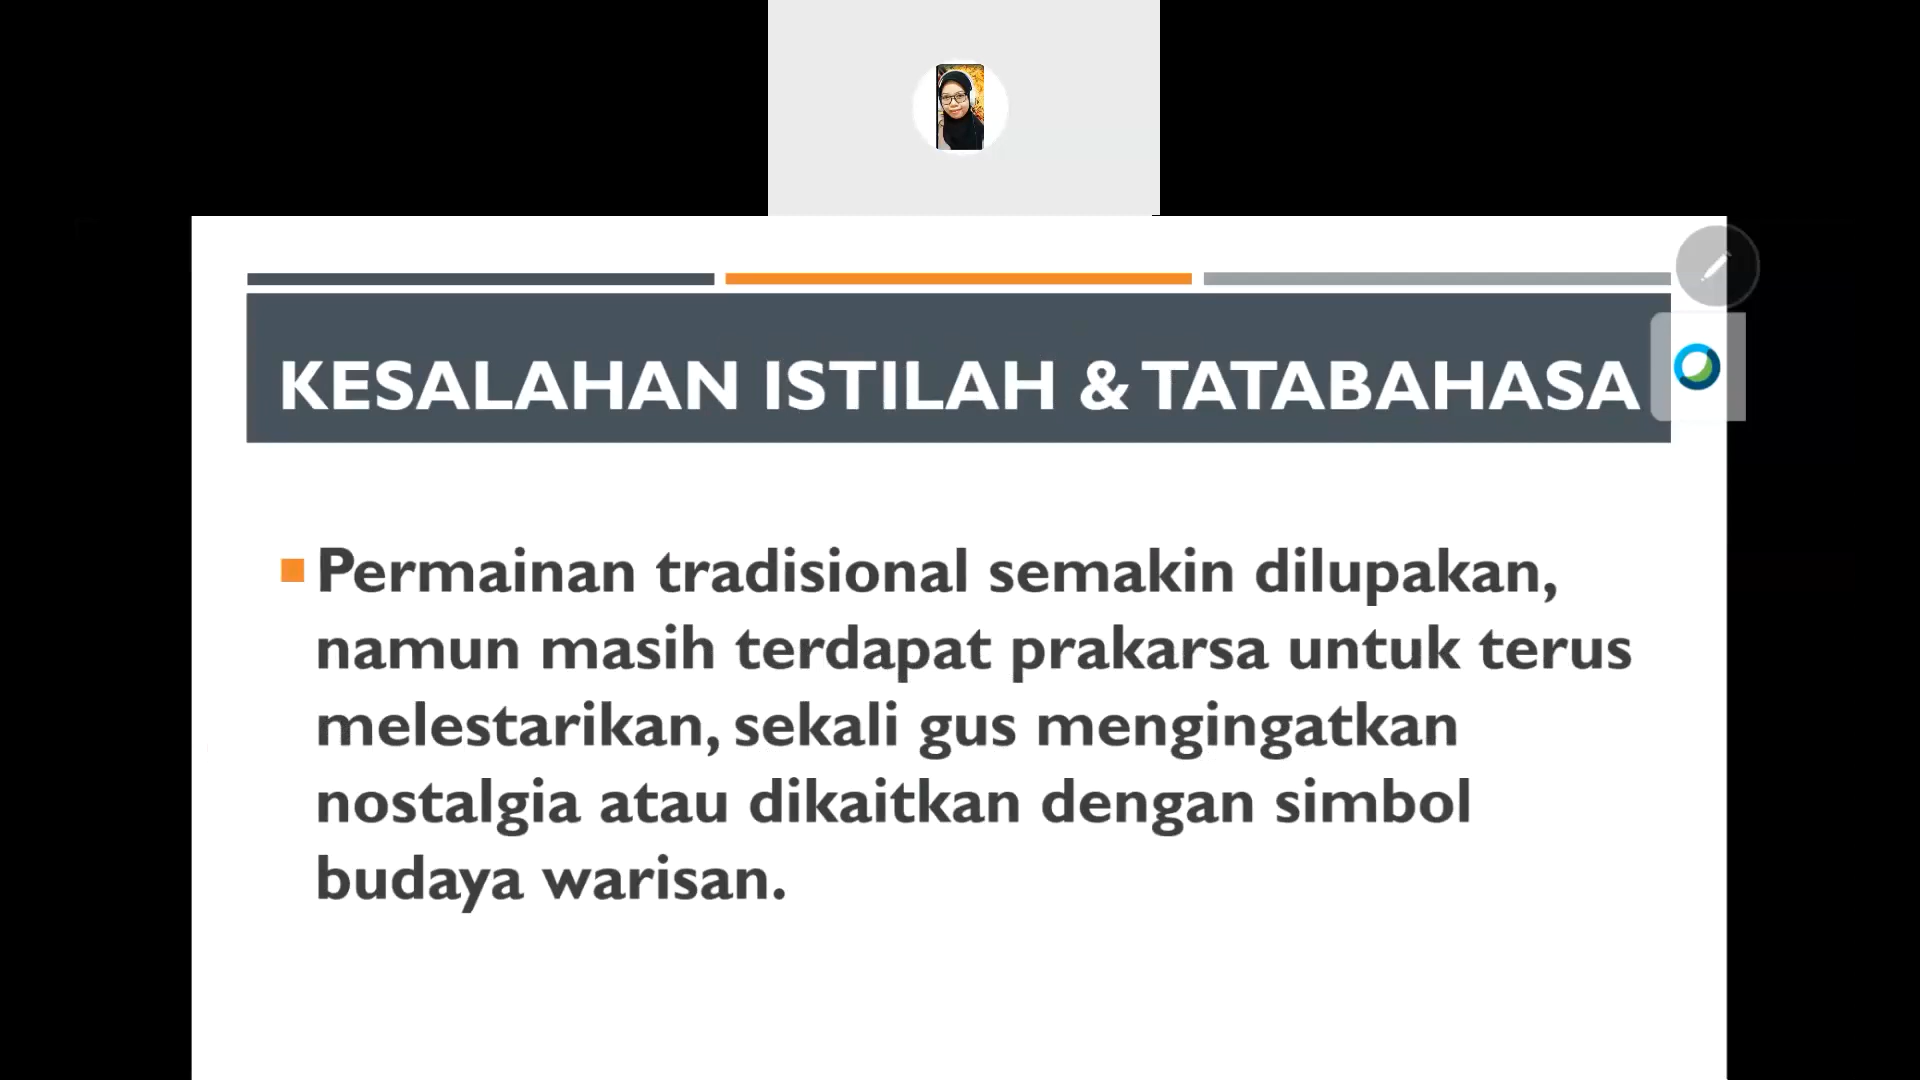 KESALAHAN ISTILAH & TATABAHASA
Permainan tradisional semakin dilupakan,
namun masih terdapat prakarsa untuk terus
melestarikan, sekali gus mengingatkan
nostalgia atau dikaitkan dengan simbol
budaya warisan.